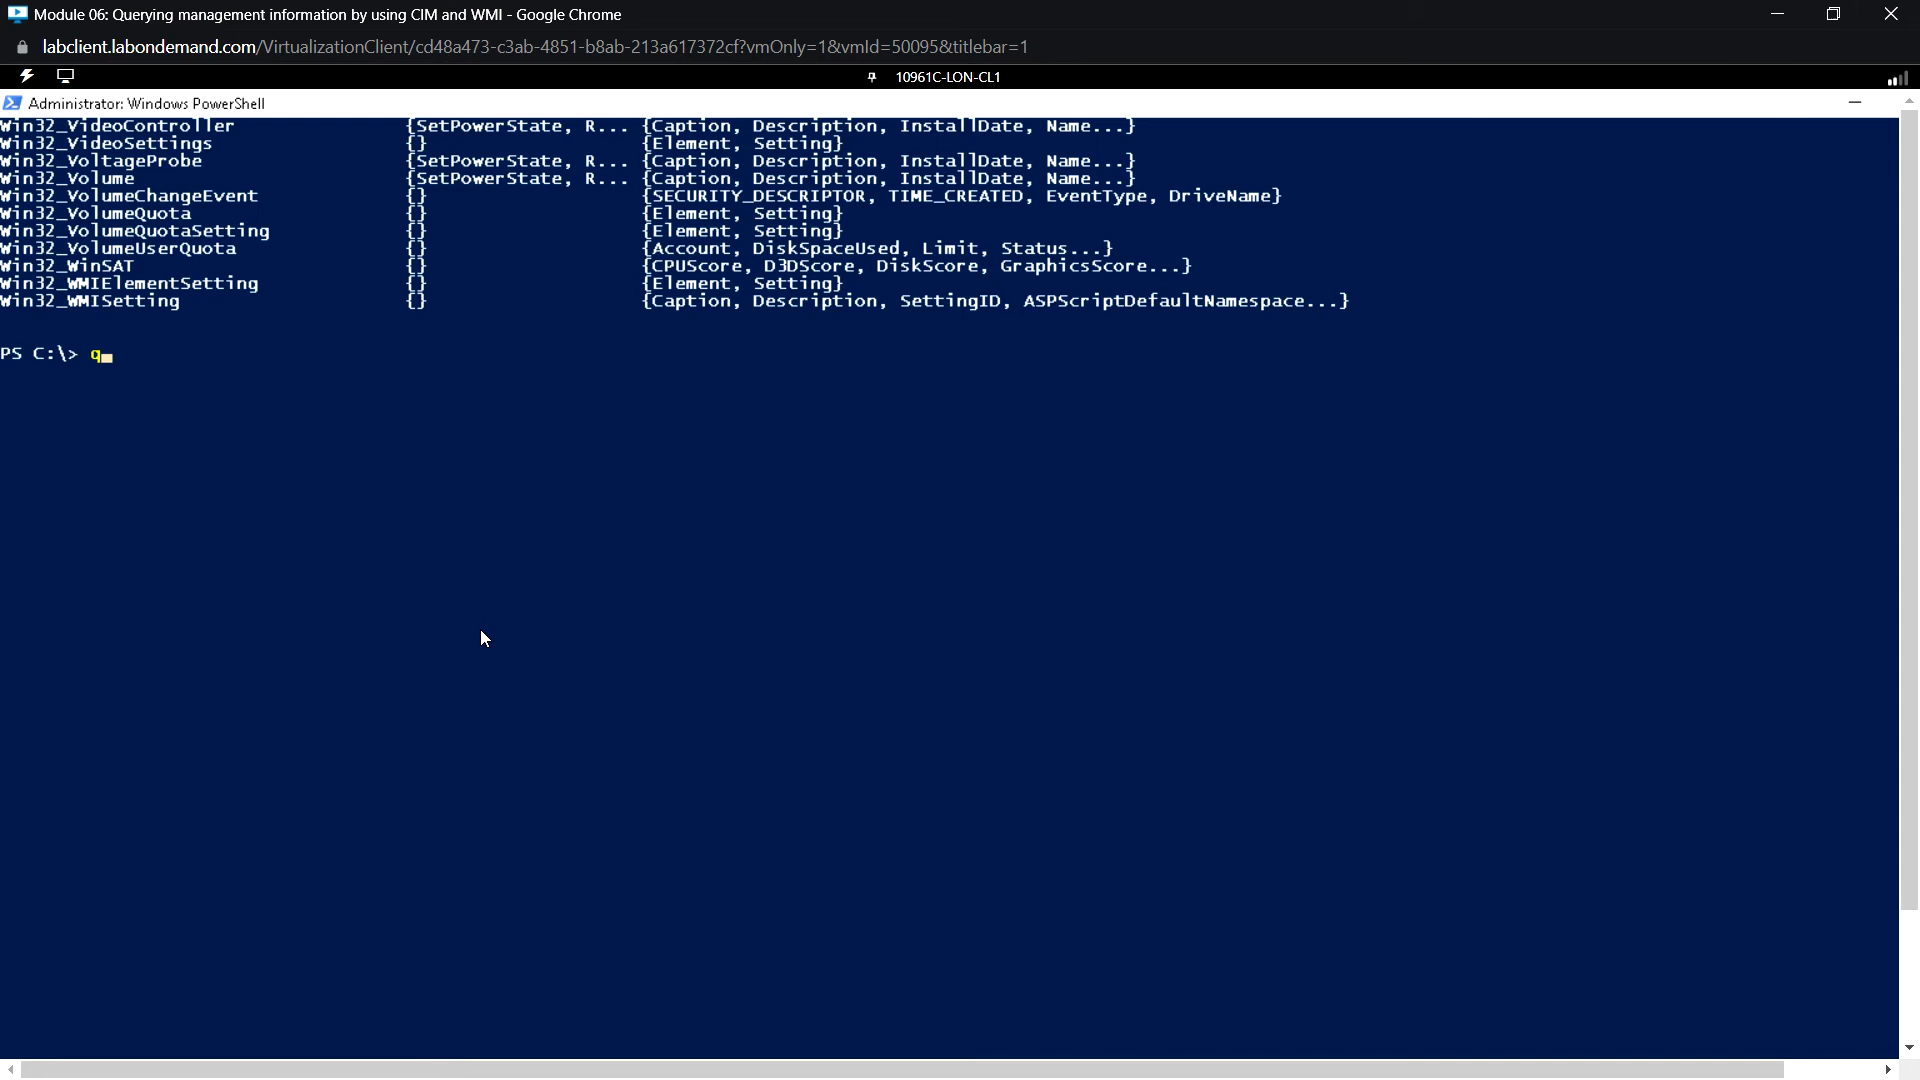 Module 06: Querying management information by using CIM and WMI - Google Chrome
labclient.labondemand.com/VirtualizationClient/cd48a473-c3ab-4851-b8ab-213a617372cf?vmOnly=1&vmId=50095&titlebar=1
10961C-LON-CL1
Administrator: Windows PowerShell
Win32_VideoController {SetPowerState, R... {Caption, Description, InstallDate, Name...}
Win32_VideoSettings {} {Element, Setting}
Win32_VoltageProbe {SetPowerState, R... {Caption, Description, InstallDate, Name...}
Win32_Volume {SetPowerState, R... {Caption, Description, InstallDate, Name...}
Win32_VolumeChangeEvent {} {SECURITY_DESCRIPTOR, TIME_CREATED, EventType, DriveName}
Win32_VolumeQuota {} {Element, Setting}
Win32_VolumeQuotaSetting {} {Element, Setting}
Win32_VolumeUserQuota {} {Account, DiskSpaceUsed, Limit, Status...}
Win32_WinSAT {} {CPUScore, D3DScore, DiskScore, GraphicsScore...}
Win32_WMIElementSetting {} {Element, Setting}
Win32_WMISetting {} {Caption, Description, SettingID, ASPScriptDefaultNamespace...}
PS C:\> q